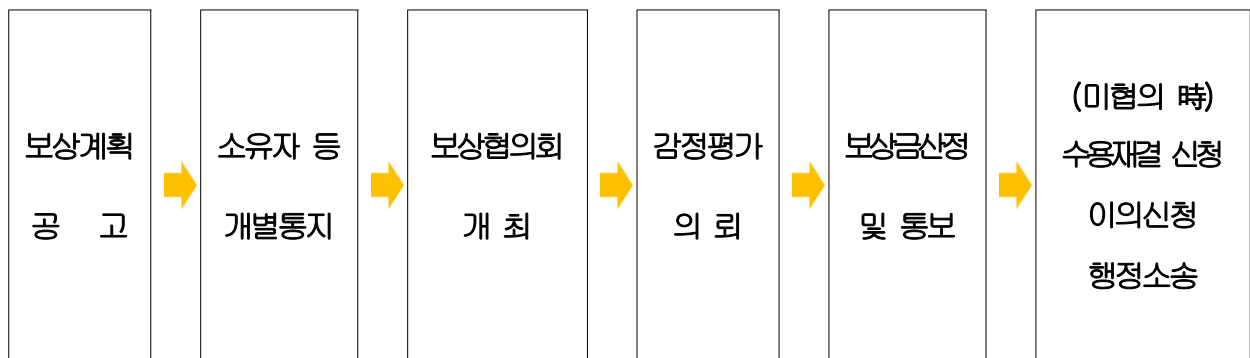 보상계획
공 고
소유자 등
개별통지
보상협의회
개 최
감정평가
의 뢰
보상금산정
및 통보
(미협의 時)
수용재결 신청
이의신청
행정소송